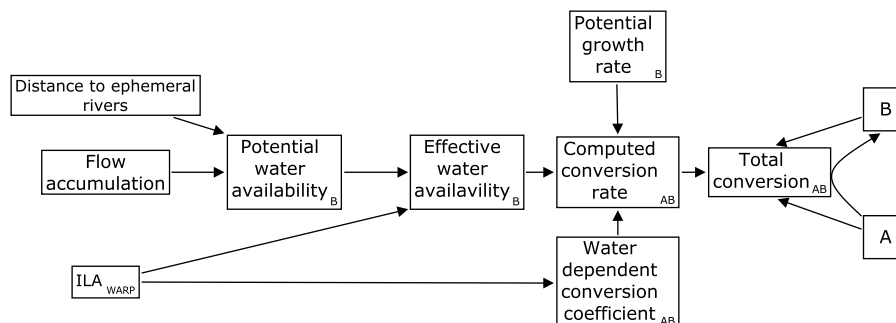 Potential
growth
rate B
Distance to ephemeral
rivers
Flow
accumulation
Potential
water
availability B
Effective
water
availavility B
Computed
conversion
rate AB
Total
conversion AB
B
A
ILA WARP
Water
dependent
conversion
coefficient AB